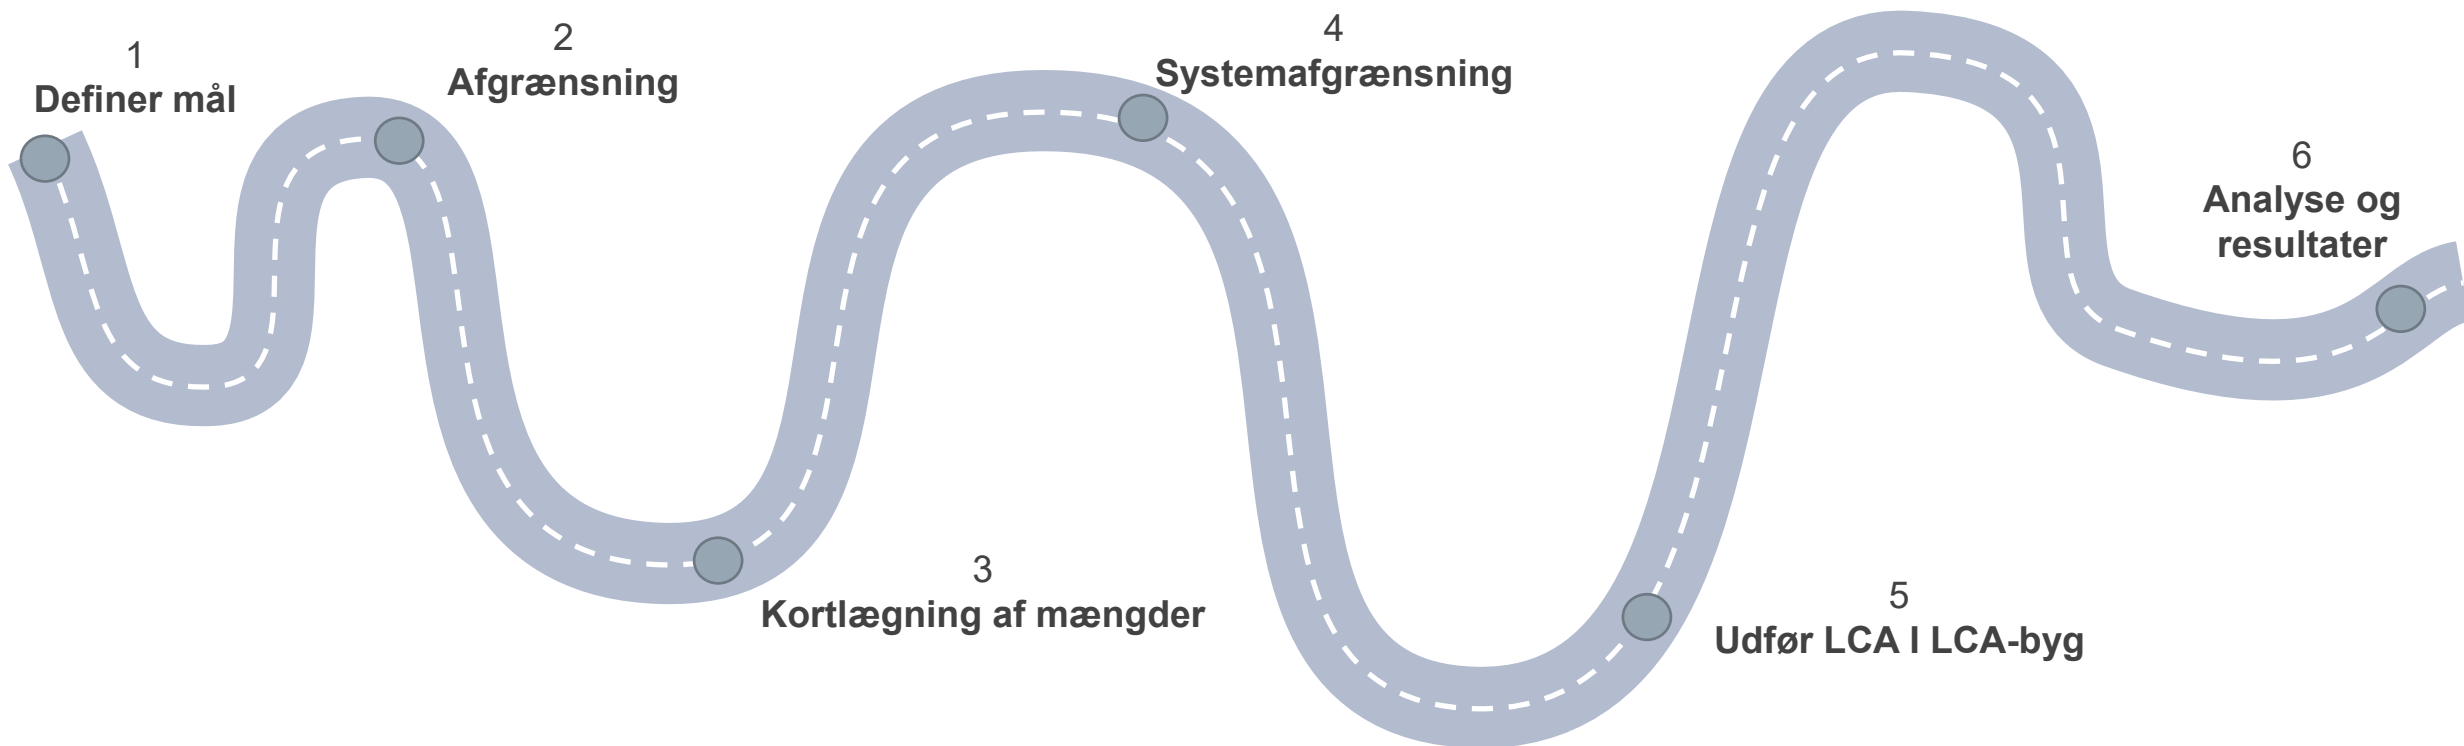 1
Definer mål
2
Afgrænsning
3
Kortlægning af mængder
4
Systemafgrænsning
5
Udfør LCA I LCA-byg
6
Analyse og
resultater